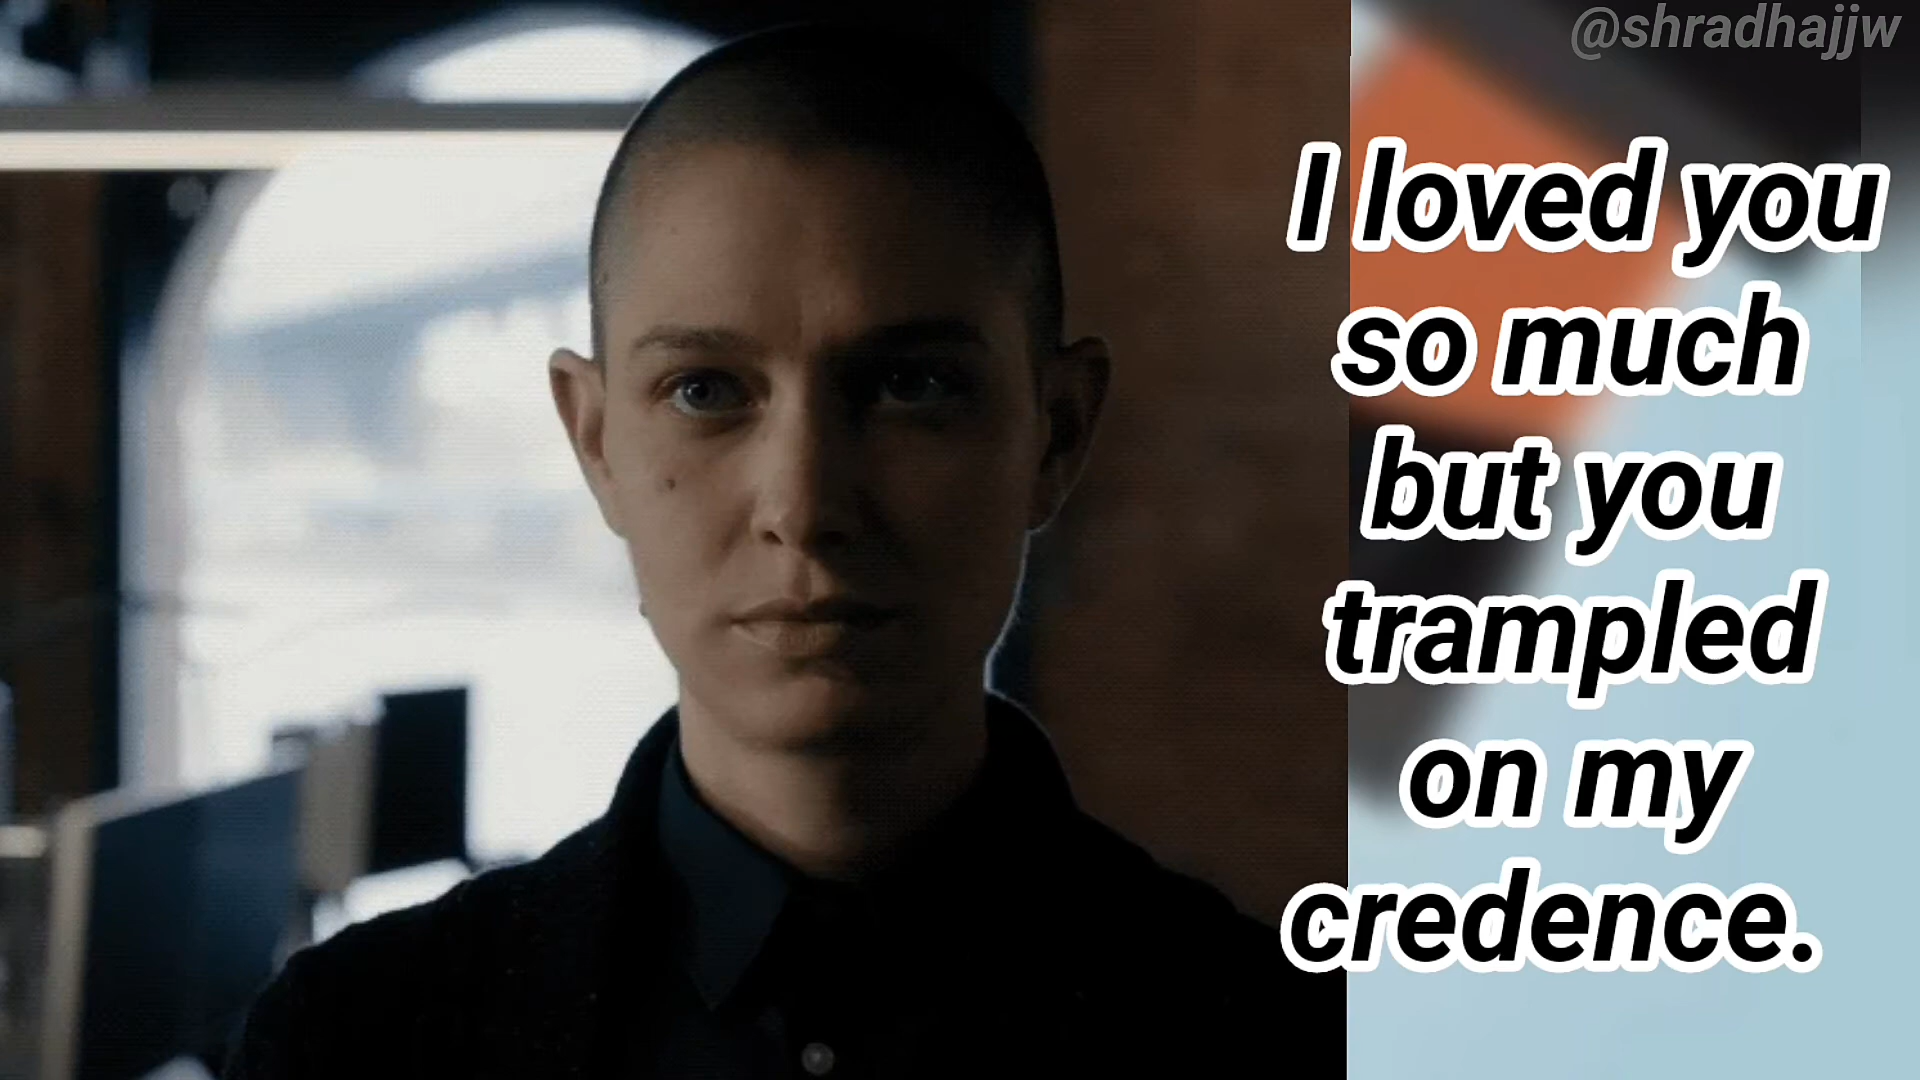 @shradhajjw
I loved you
so much
but you
trampled
on my
credence.